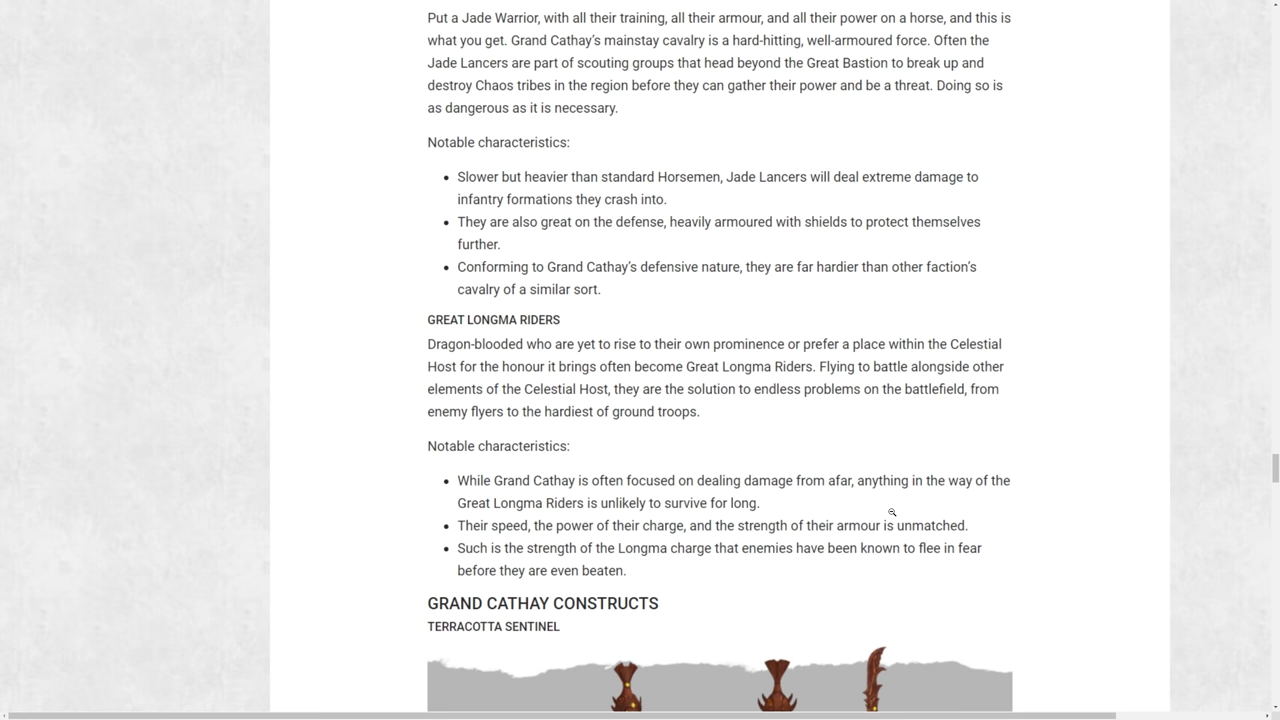 Put a Jade Warrior, with all their training, all their armour, and all their power on a horse, and this is
what you get. Grand Cathay’s mainstay cavalry is a hard-hitting, well-armoured force. Often the
Jade Lancers are part of scouting groups that head beyond the Great Bastion to break up and
destroy Chaos tribes in the region before they can gather their power and be a threat. Doing so is
as dangerous as it is necessary.
Notable characteristics:
• Slower but heavier than standard Horsemen, Jade Lancers will deal extreme damage to
infantry formations they crash into.
• They are also great on the defense, heavily armoured with shields to protect themselves
further.
• Conforming to Grand Cathay’s defensive nature, they are far hardier than other faction’s
cavalry of a similar sort.
GREAT LONGMA RIDERS
Dragon-blooded who are yet to rise to their own prominence or prefer a place within the Celestial
Host for the honour it brings often become Great Longma Riders. Flying to battle alongside other
elements of the Celestial Host, they are the solution to endless problems on the battlefield, from
enemy flyers to the hardiest of ground troops.
Notable characteristics:
• While Grand Cathay is often focused on dealing damage from afar, anything in the way of the
Great Longma Riders is unlikely to survive for long.
• Their speed, the power of their charge, and the strength of their armour is unmatched.
• Such is the strength of the Longma charge that enemies have been known to flee in fear
before they are even beaten.
GRAND CATHAY CONSTRUCTS
TERRACOTTA SENTINEL